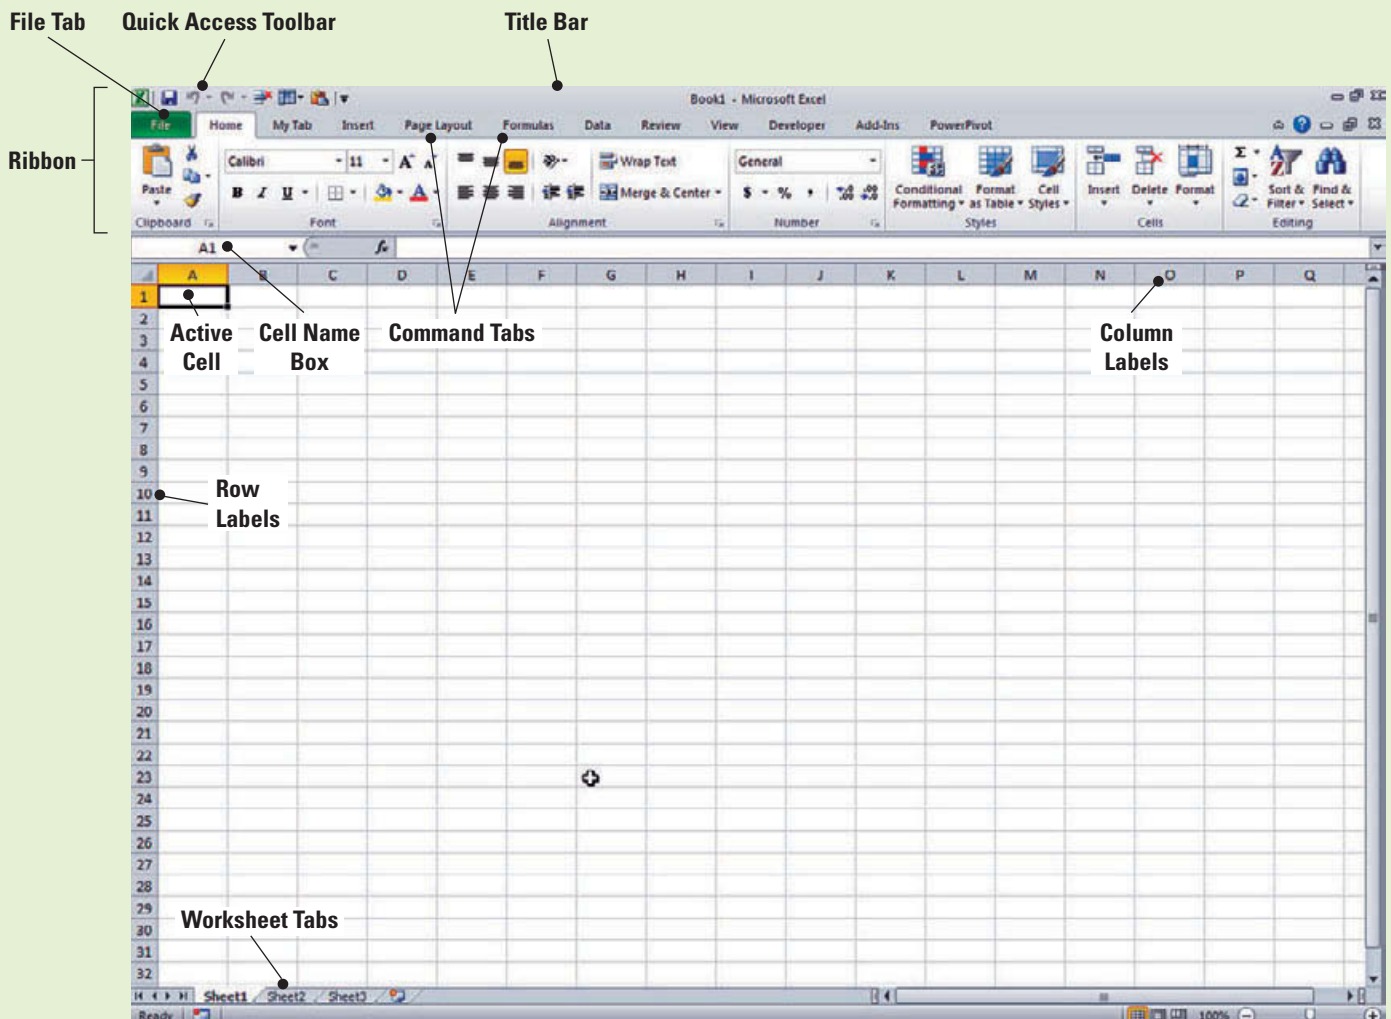 File Tab Quick Access Toolbar Title Bar
Ribbon
Book1 - Microsoft Excel
File Home My Tab Insert Page Layout Formulas Data Review View Developer Add-Ins PowerPivot
Calibri 11 A A Wrap Text General Σ
Paste B I U A Merge & Center $ % , Conditional Formatting Format as Table Cell Styles Insert Delete Format Sort & Filter Find & Select
Clipboard Font Alignment Number Styles Cells Editing
A1 fx
A B C D E F G H I J K L M N O P Q
1
2
3
4
5
6
7
8
9
10
11
12
13
14
15
16
17
18
19
20
21
22
23
24
25
26
27
28
29
30
31
32
Active Cell
Cell Name Box
Command Tabs
Column Labels
Row Labels
Worksheet Tabs
Sheet1 Sheet2 Sheet3
Ready 100%